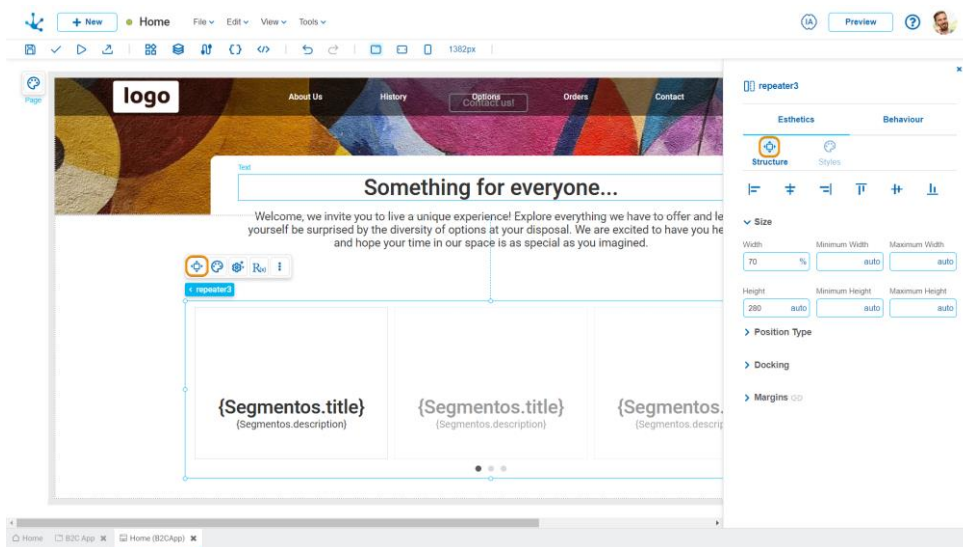 + New
Home
File
Edit
View
Tools
IA
Preview
?
1382px
Page
logo
About Us
History
Options
Orders
Contact
Contact us!
Text
Something for everyone...
Welcome, we invite you to live a unique experience! Explore everything we have to offer and le
yourself be surprised by the diversity of options at your disposal. We are excited to have you he
and hope your time in our space is as special as you imagined.
R(x)
< repeater3
{Segmentos.title}
{Segmentos.title}
{Segmentos.
{Segmentos.description}
{Segmentos.description}
{Segmentos.descrip
repeater3
Esthetics
Behaviour
Structure
Styles
Size
Width
Minimum Width
Maximum Width
70 %
auto
auto
Height
Minimum Height
Maximum Height
280 auto
auto
auto
Position Type
Docking
Margins
Home
B2C App
Home (B2CApp)